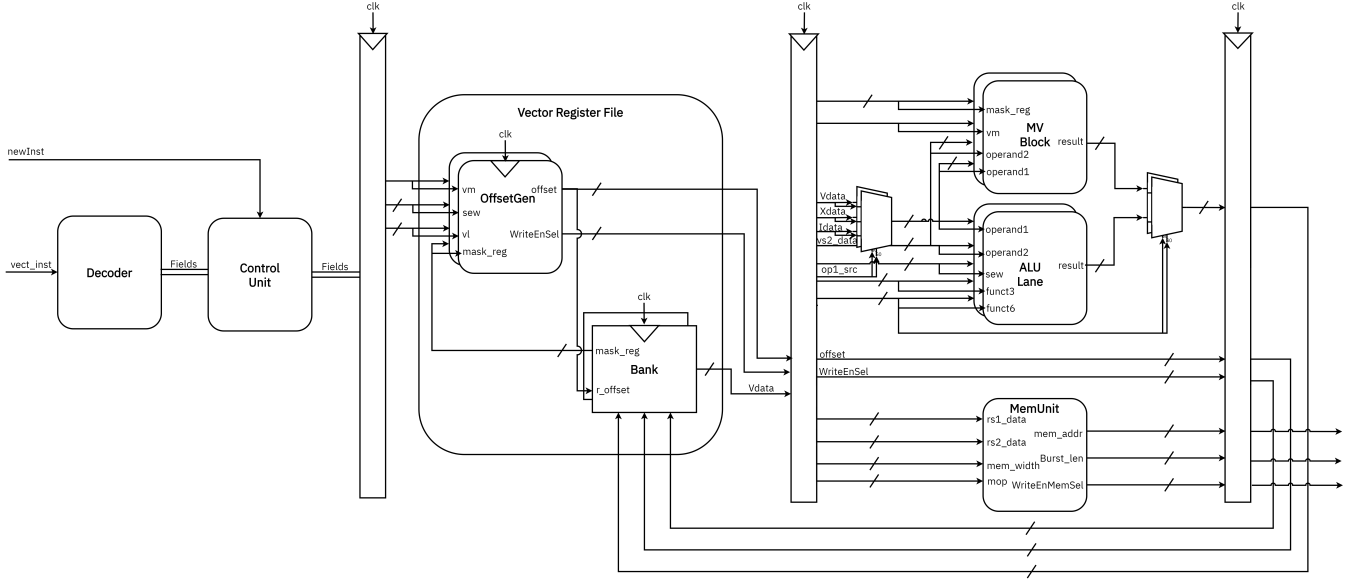 clk
clk
clk
newInst
vect_inst
Decoder
Fields
Control
Unit
Fields
Vector Register File
clk
OffsetGen
vm
sew
vl
mask_reg
offset
WriteEnSel
clk
mask_reg
Bank
r_offset
Vdata
Vdata
Xdata
Idata
vs2_data
op1_src
mask_reg
vm
MV
Block
operand2
operand1
result
operand1
operand2
sew
ALU
Lane
funct3
funct6
result
offset
WriteEnSel
MemUnit
rs1_data
rs2_data
mem_width
mop
mem_addr
Burst_len
WriteEnMemSel